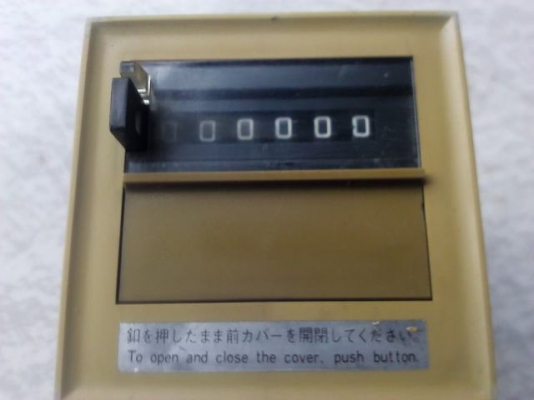 000000
釦を押したまま前カバーを開閉してください。
To open and close the cover. push button.